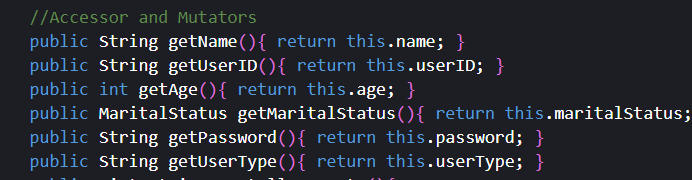 //Accessor and Mutators
public String getName(){ return this.name; }
public String getUserID(){ return this.userID; }
public int getAge(){ return this.age; }
public MaritalStatus getMaritalStatus(){ return this.maritalStatus;
public String getPassword(){ return this.password; }
public String getUserType(){ return this.userType; }